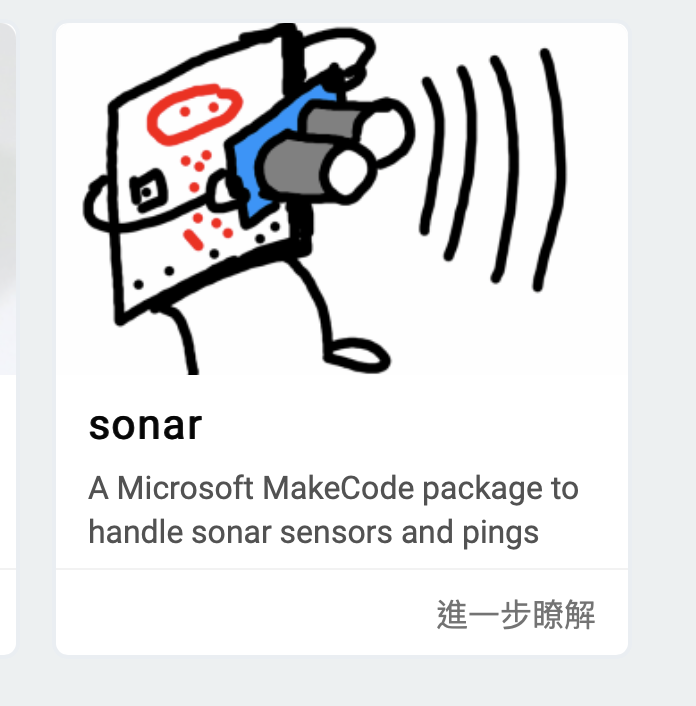 sonar
A Microsoft MakeCode package to
handle sonar sensors and pings
進一步瞭解